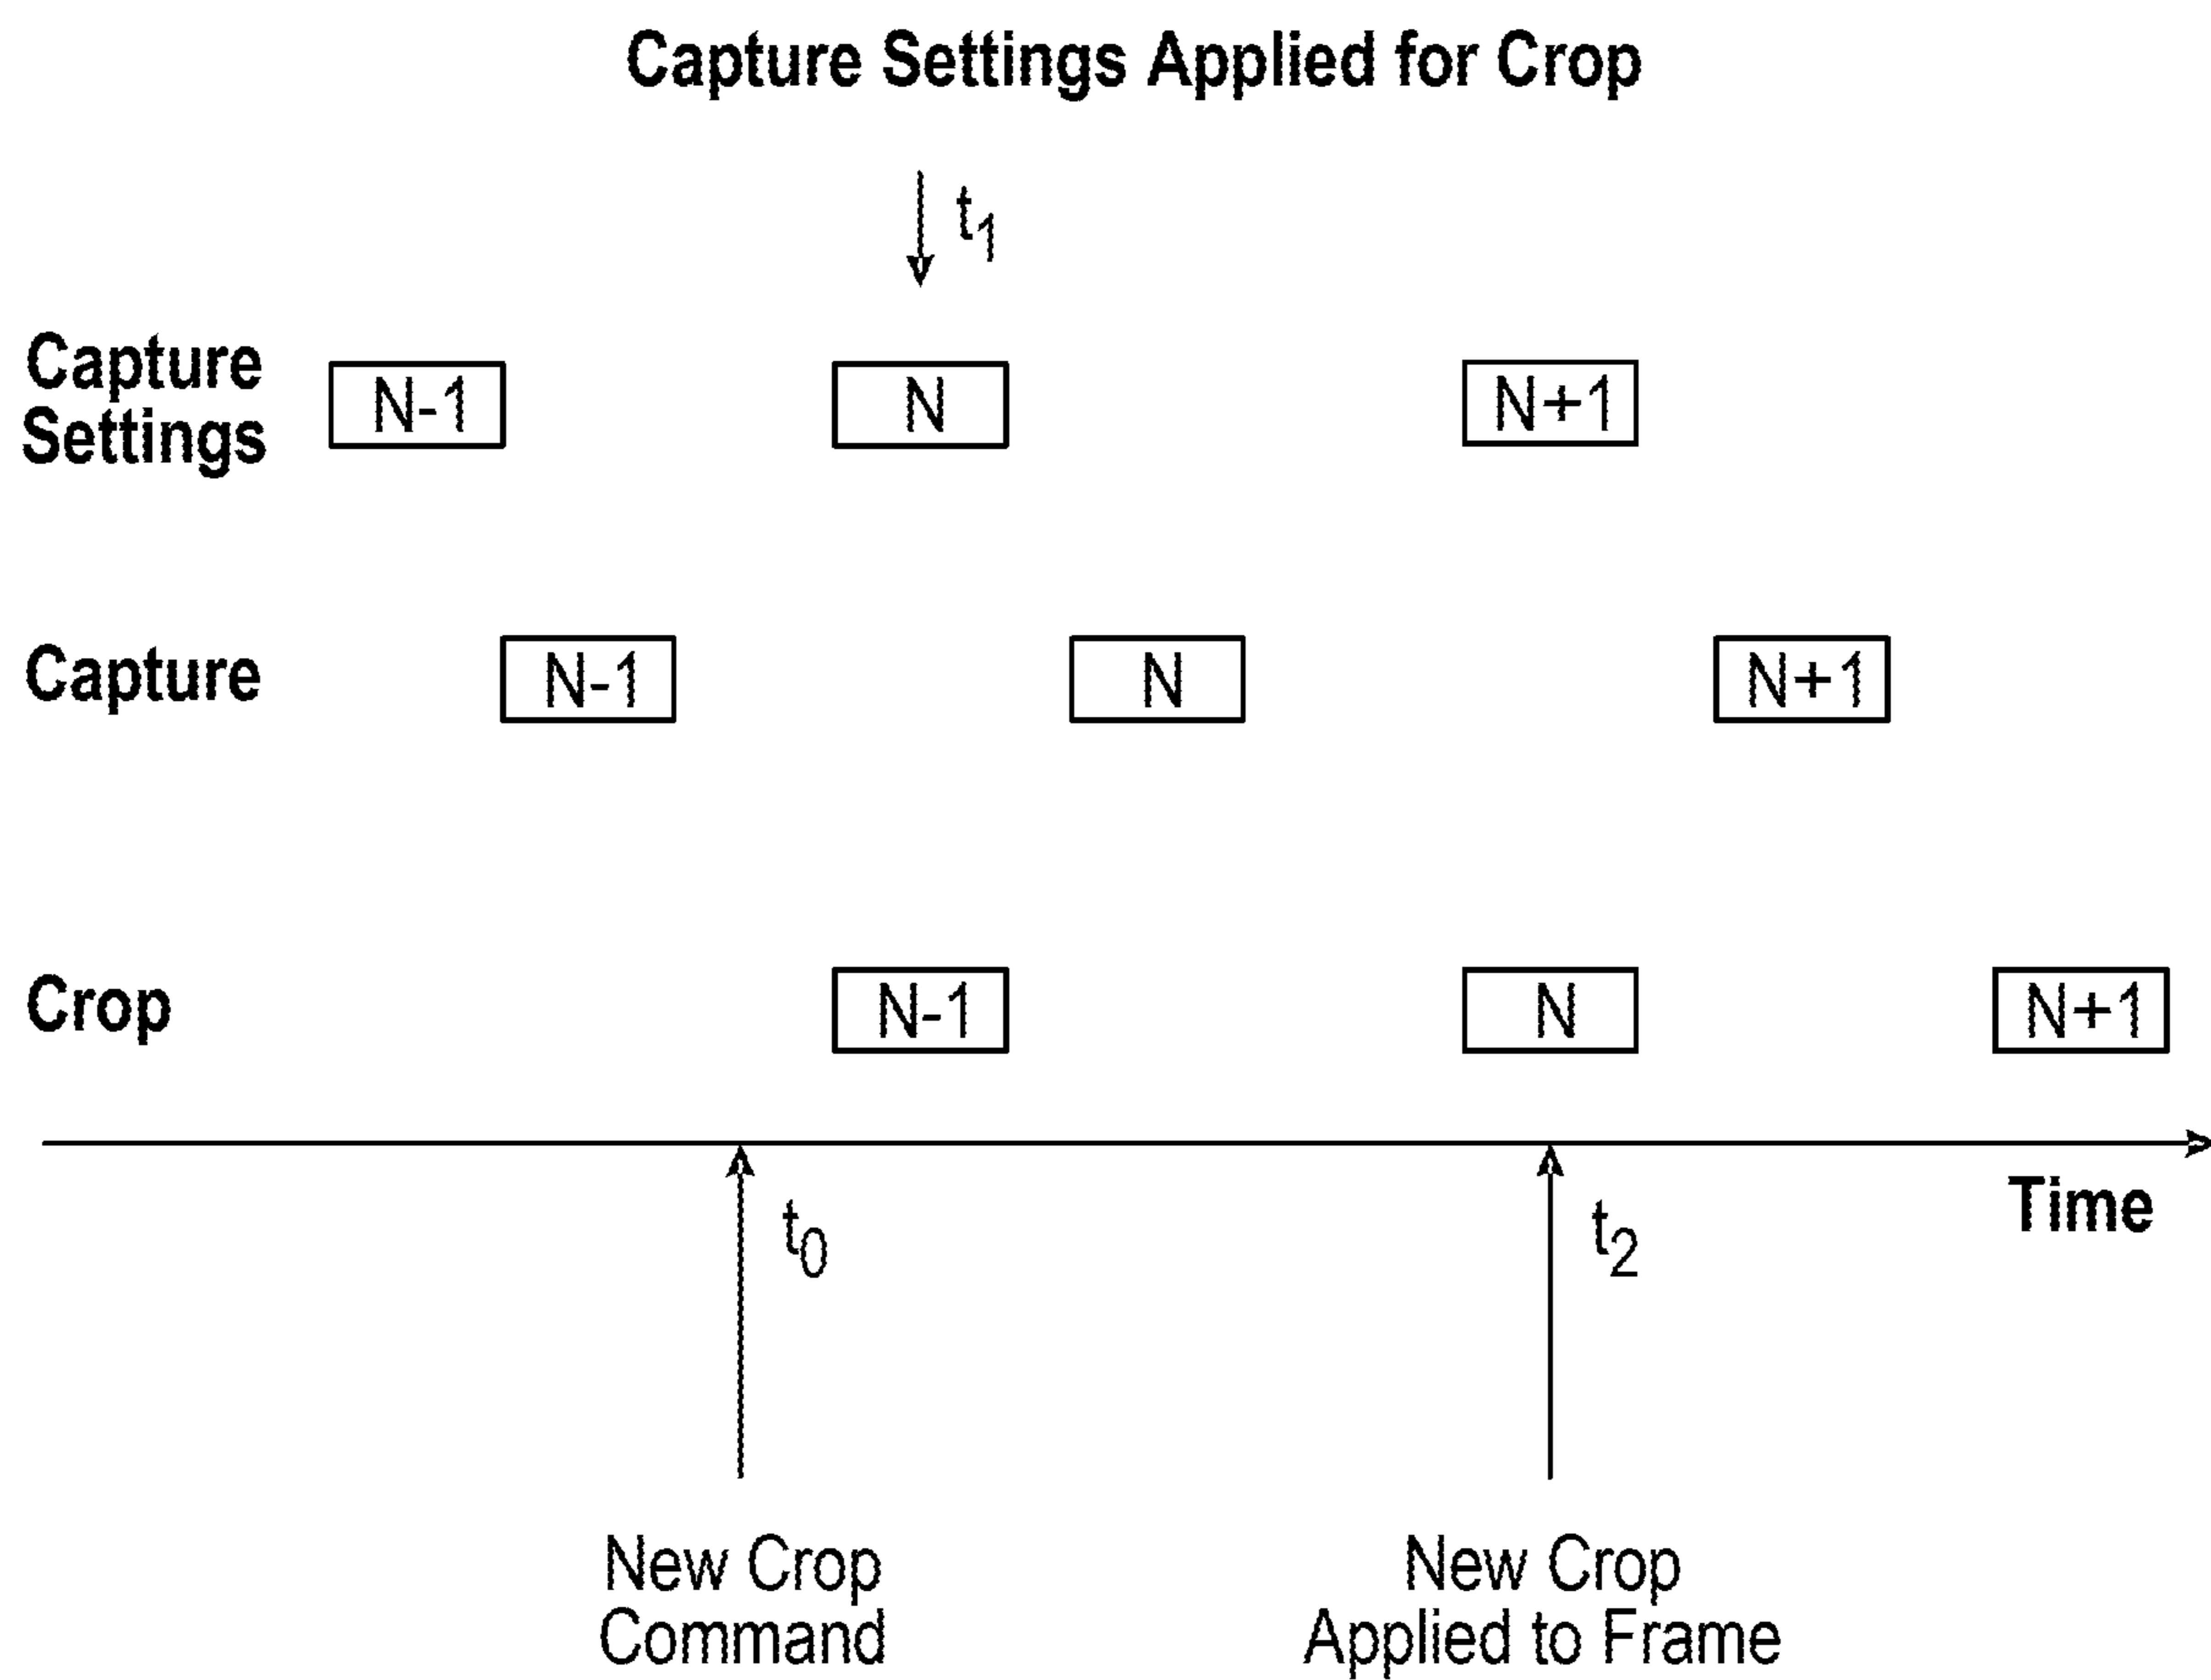 Capture Settings Applied for Crop
t1
Capture
Settings
N-1
N
N+1
Capture
N-1
N
N+1
Crop
N-1
N
N+1
Time
t0
t2
New Crop
Command
New Crop
Applied to Frame